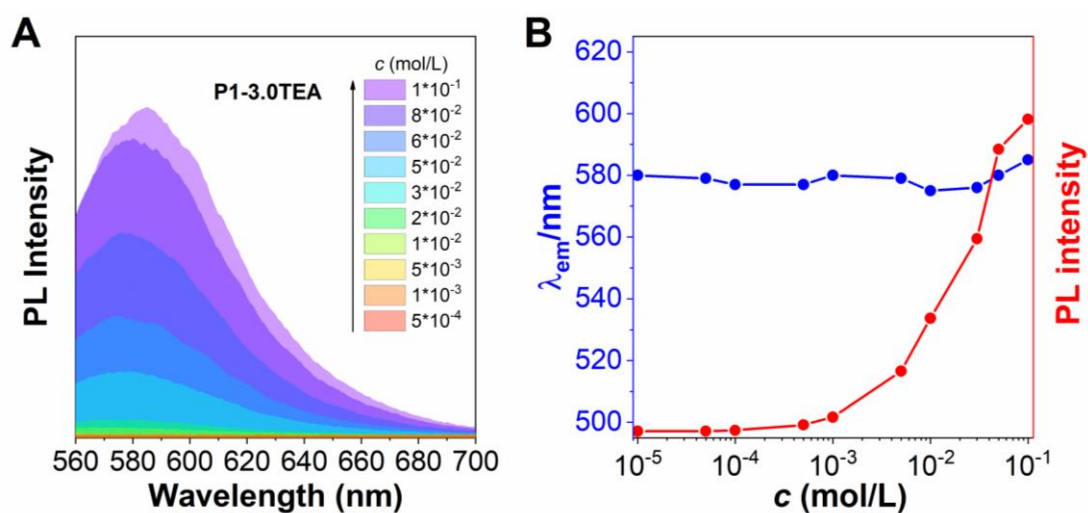 A
PL Intensity
P1-3.0TEA
c (mol/L)
1*10⁻¹
8*10⁻²
6*10⁻²
5*10⁻²
3*10⁻²
2*10⁻²
1*10⁻²
5*10⁻³
1*10⁻³
5*10⁻⁴
560 580 600 620 640 660 680 700
Wavelength (nm)
B
λem/nm
620
600
580
560
540
520
500
PL intensity
10⁻⁵ 10⁻⁴ 10⁻³ 10⁻² 10⁻¹
c (mol/L)